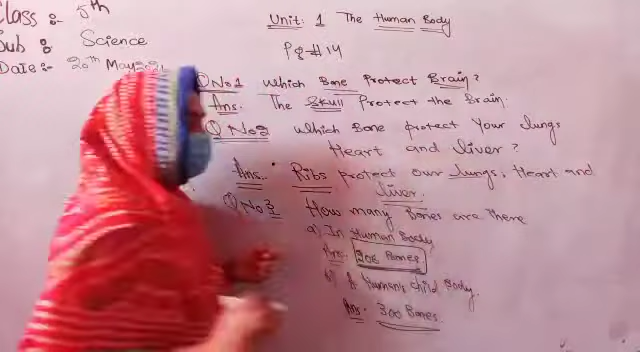 Class :- 5th
Sub : Science
Date :- 20th May
Unit: 1 The Human Body
Pg # 14
Q No 1 which Bone Protect Brain?
Ans. The Skull Protect the Brain.
Q No 2 which Bone protect Your lungs
Heart and liver?
Ans. Ribs protect our lungs, Heart and
liver.
Q No 3 How many Bones are there
a) In Human Body
Ans. 206 Bones
b) A Human's child Body.
Ans. 300 Bones.